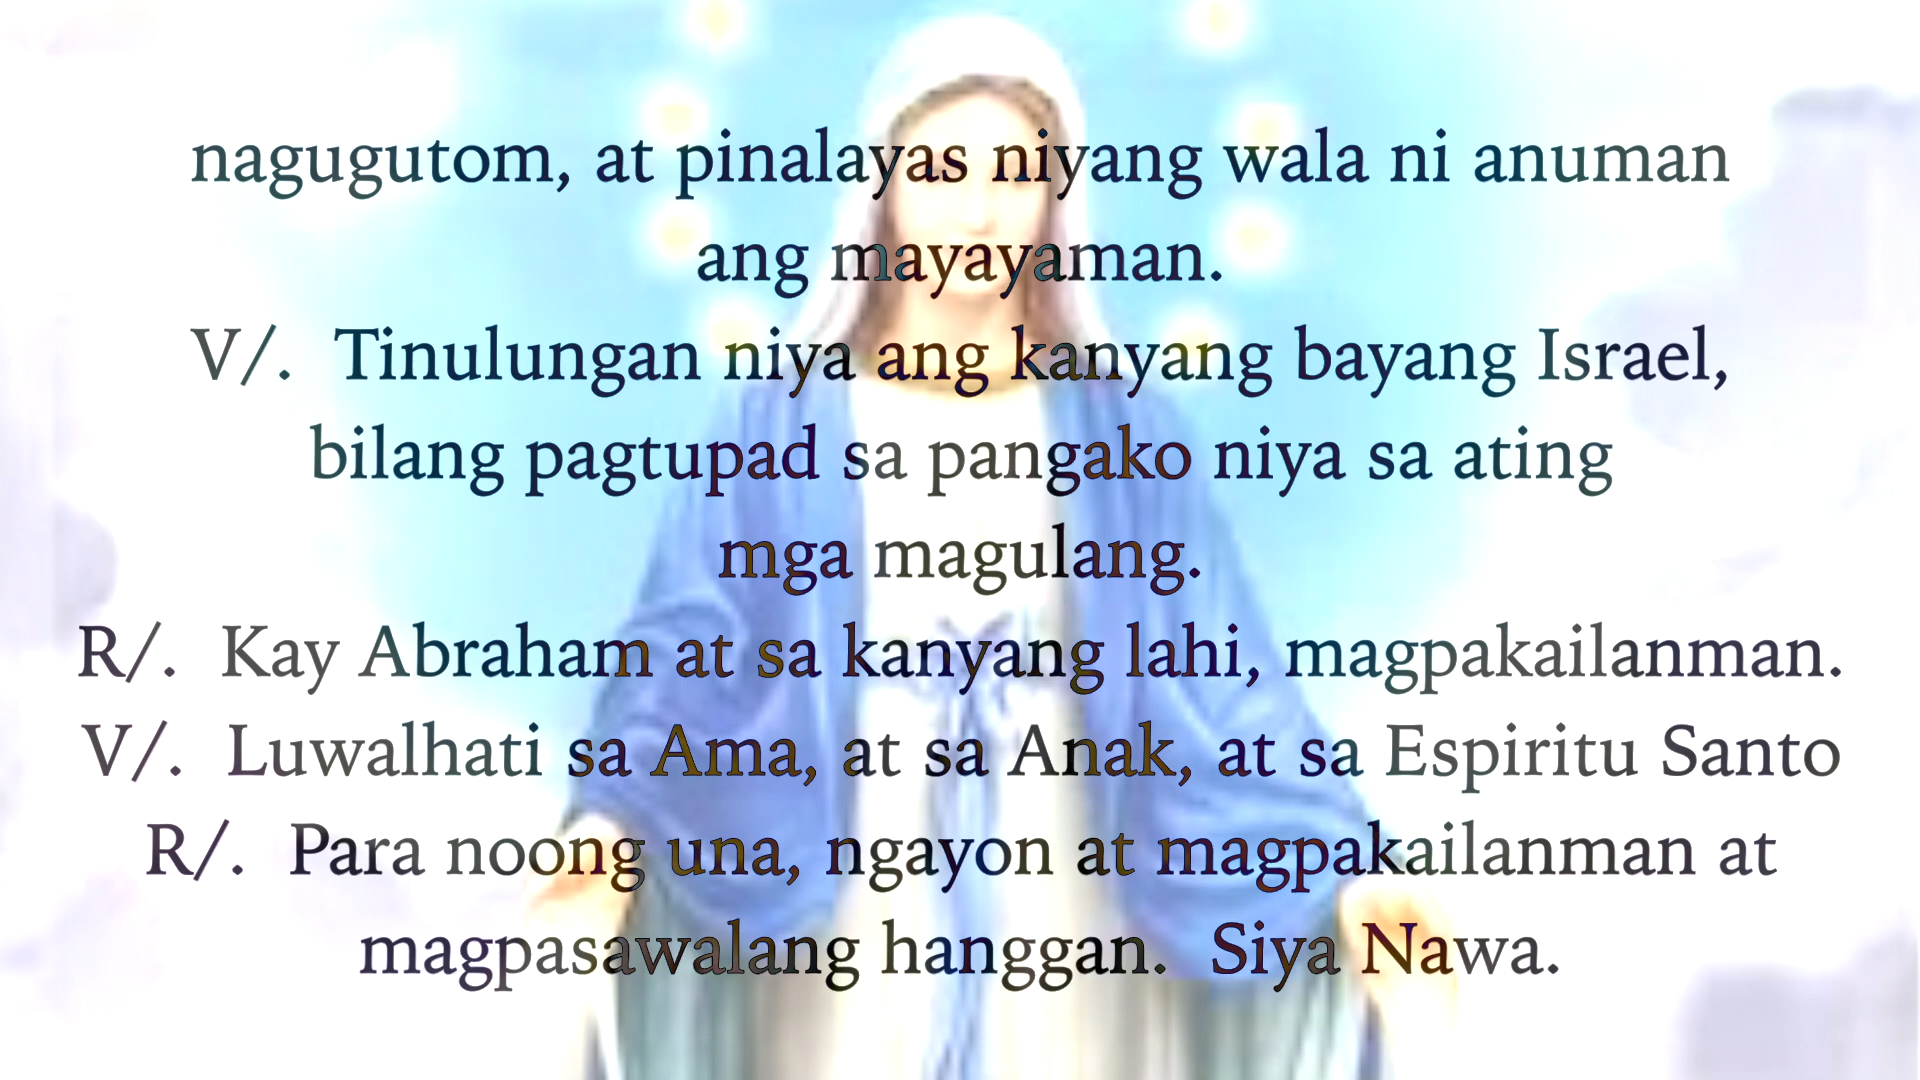 nagugutom, at pinalayas niyang wala ni anuman
ang mayayaman.
V/.  Tinulungan niya ang kanyang bayang Israel,
bilang pagtupad sa pangako niya sa ating
mga magulang.
R/.  Kay Abraham at sa kanyang lahi, magpakailanman.
V/.  Luwalhati sa Ama, at sa Anak, at sa Espiritu Santo
R/.  Para noong una, ngayon at magpakailanman at
magpasawalang hanggan.  Siya Nawa.